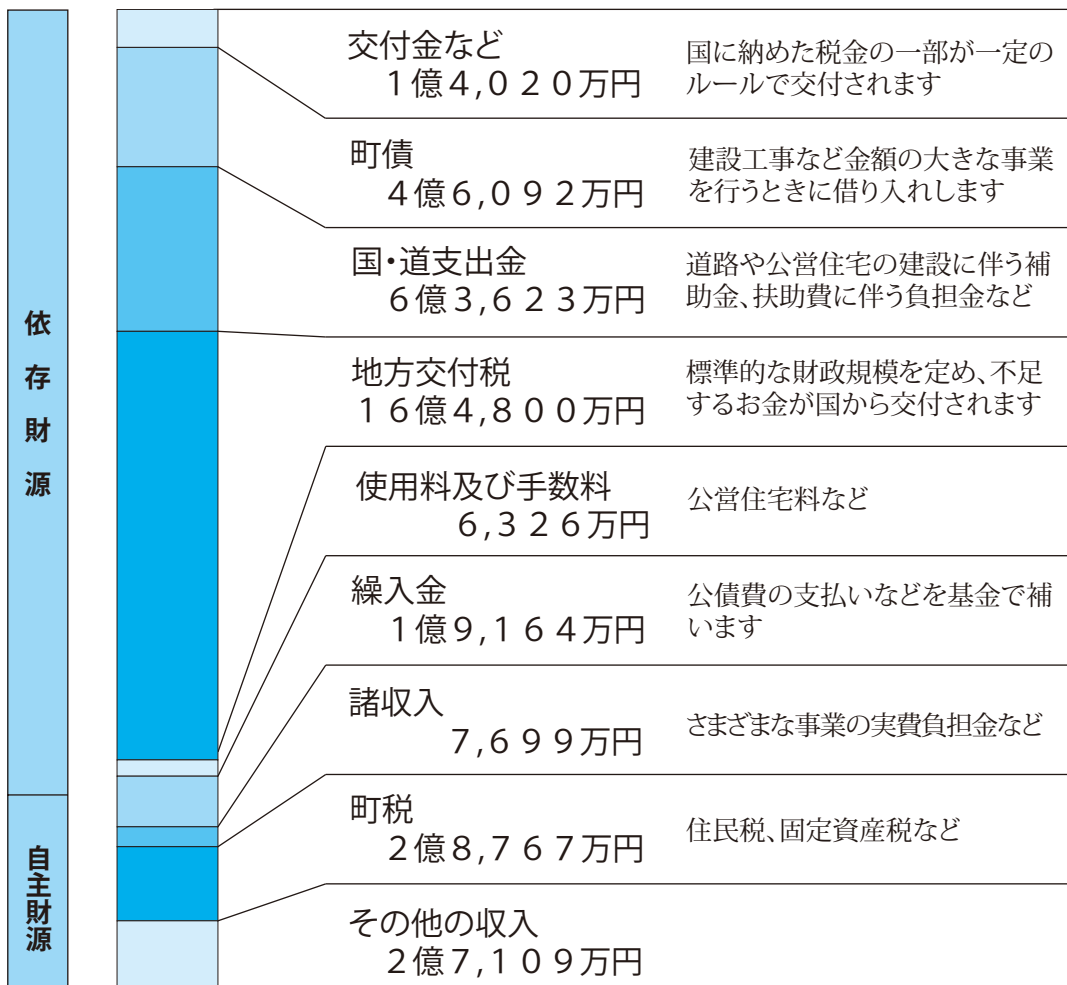 依存財源
自主財源
交付金など
1億4,020万円
国に納めた税金の一部が一定の
ルールで交付されます
町債
4億6,092万円
建設工事など金額の大きな事業
を行うときに借り入れします
国・道支出金
6億3,623万円
道路や公営住宅の建設に伴う補
助金、扶助費に伴う負担金など
地方交付税
16億4,800万円
標準的な財政規模を定め、不足
するお金が国から交付されます
使用料及び手数料
6,326万円
公営住宅料など
繰入金
1億9,164万円
公債費の支払いなどを基金で補
います
諸収入
7,699万円
さまざまな事業の実費負担金など
町税
2億8,767万円
住民税、固定資産税など
その他の収入
2億7,109万円